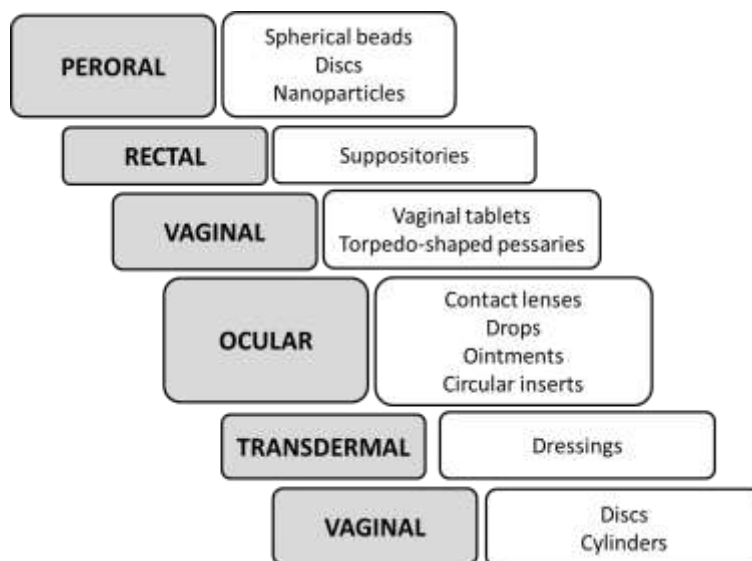 PERORAL
Spherical beads
Discs
Nanoparticles
RECTAL
Suppositories
VAGINAL
Vaginal tablets
Torpedo-shaped pessaries
OCULAR
Contact lenses
Drops
Ointments
Circular inserts
TRANSDERMAL
Dressings
VAGINAL
Discs
Cylinders